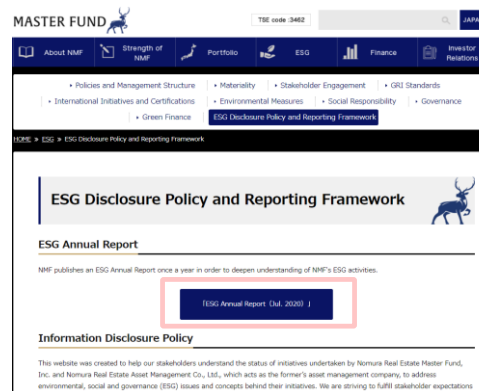 MASTER FUND
TSE code :3462
JAPA
About NMF
Strength of
NMF
Portfolio
ESG
Finance
Investor
Relations
• Policies and Management Structure • Materiality • Stakeholder Engagement • GRI Standards
• International Initiatives and Certifications • Environmental Measures • Social Responsibility • Governance
• Green Finance ESG Disclosure Policy and Reporting Framework
HOME » ESG » ESG Disclosure Policy and Reporting Framework
ESG Disclosure Policy and Reporting Framework
ESG Annual Report
NMF publishes an ESG Annual Report once a year in order to deepen understanding of NMF's ESG activities.
「ESG Annual Report (Jul. 2020) 」
Information Disclosure Policy
This website was created to help our stakeholders understand the status of initiatives undertaken by Nomura Real Estate Master Fund,
Inc. and Nomura Real Estate Asset Management Co., Ltd., which acts as the fund's asset management company, to address
environmental, social and governance (ESG) issues and concepts behind their initiatives. We are striving to fulfill stakeholder expectations